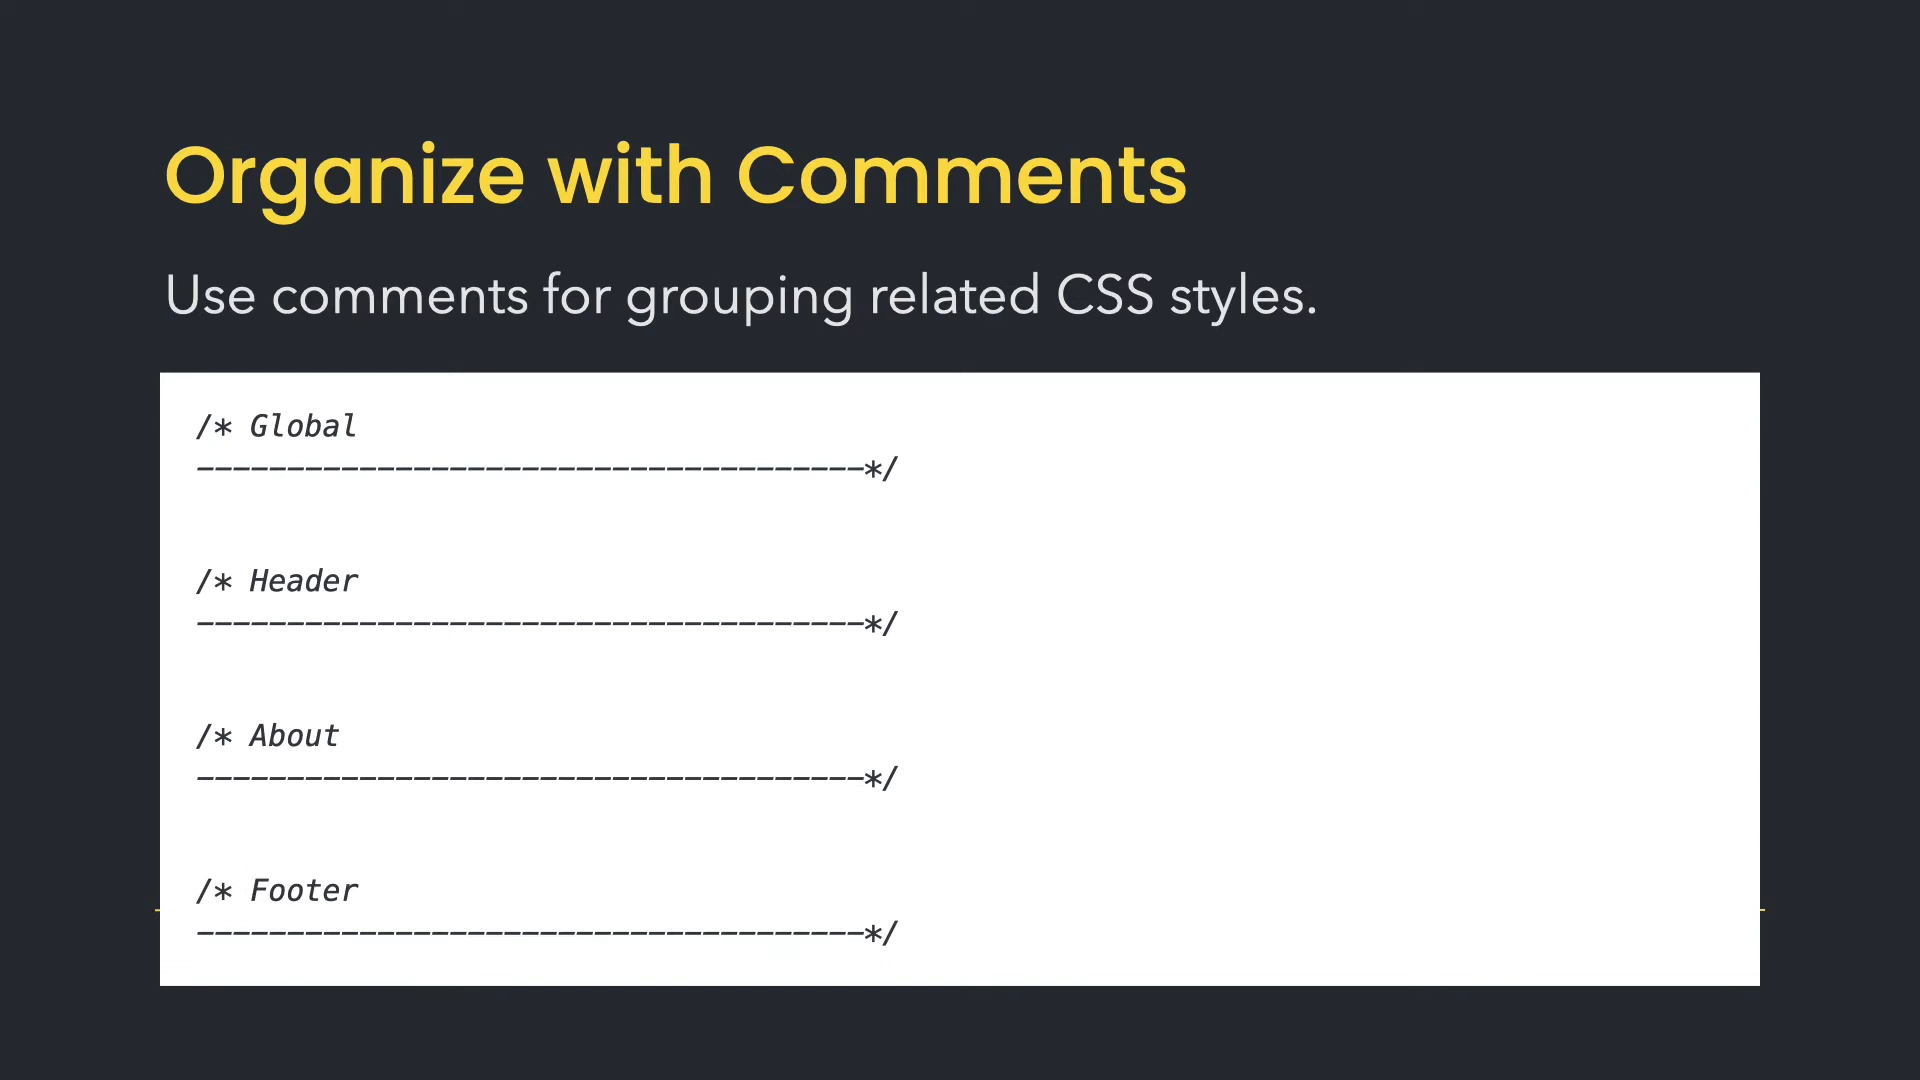 Organize with Comments
Use comments for grouping related CSS styles.
/* Global
-------------------------------------*/
/* Header
-------------------------------------*/
/* About
-------------------------------------*/
/* Footer
-------------------------------------*/